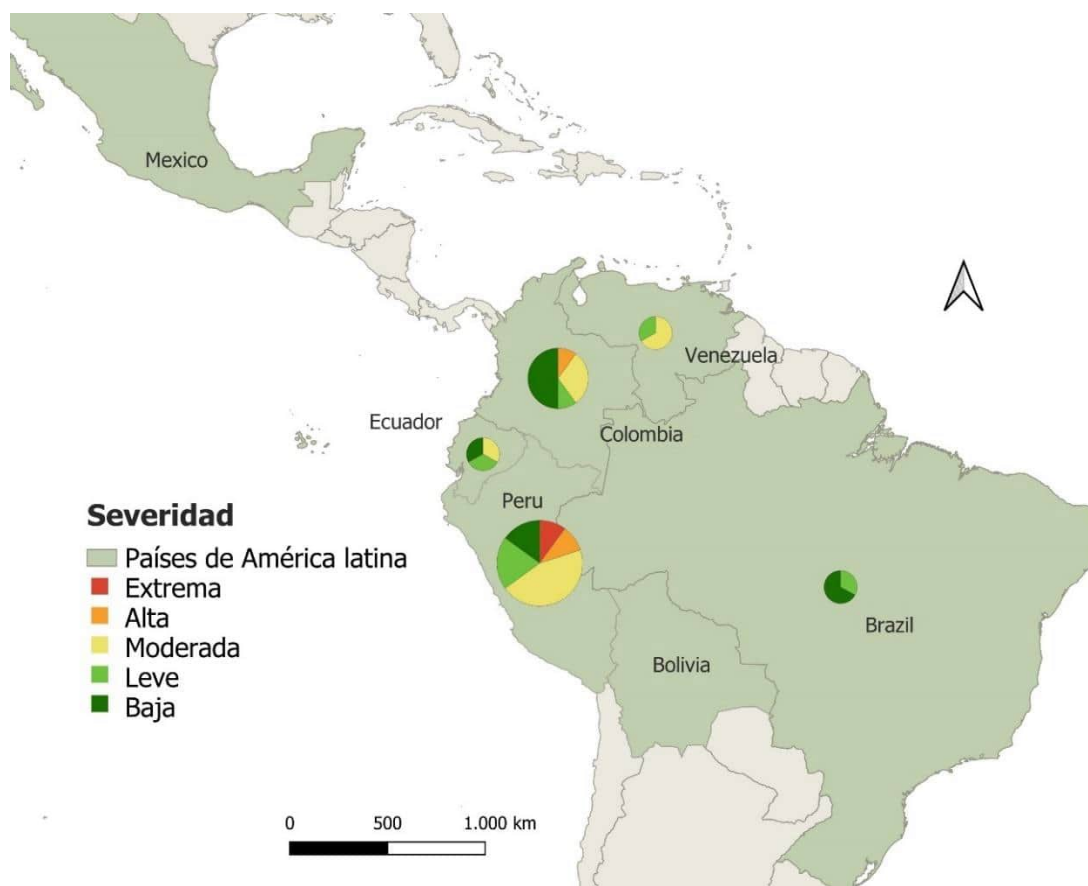 Mexico
Venezuela
Ecuador
Colombia
Peru
Severidad
Países de América latina
Extrema
Alta
Moderada
Leve
Baja
Brazil
Bolivia
0 500 1.000 km